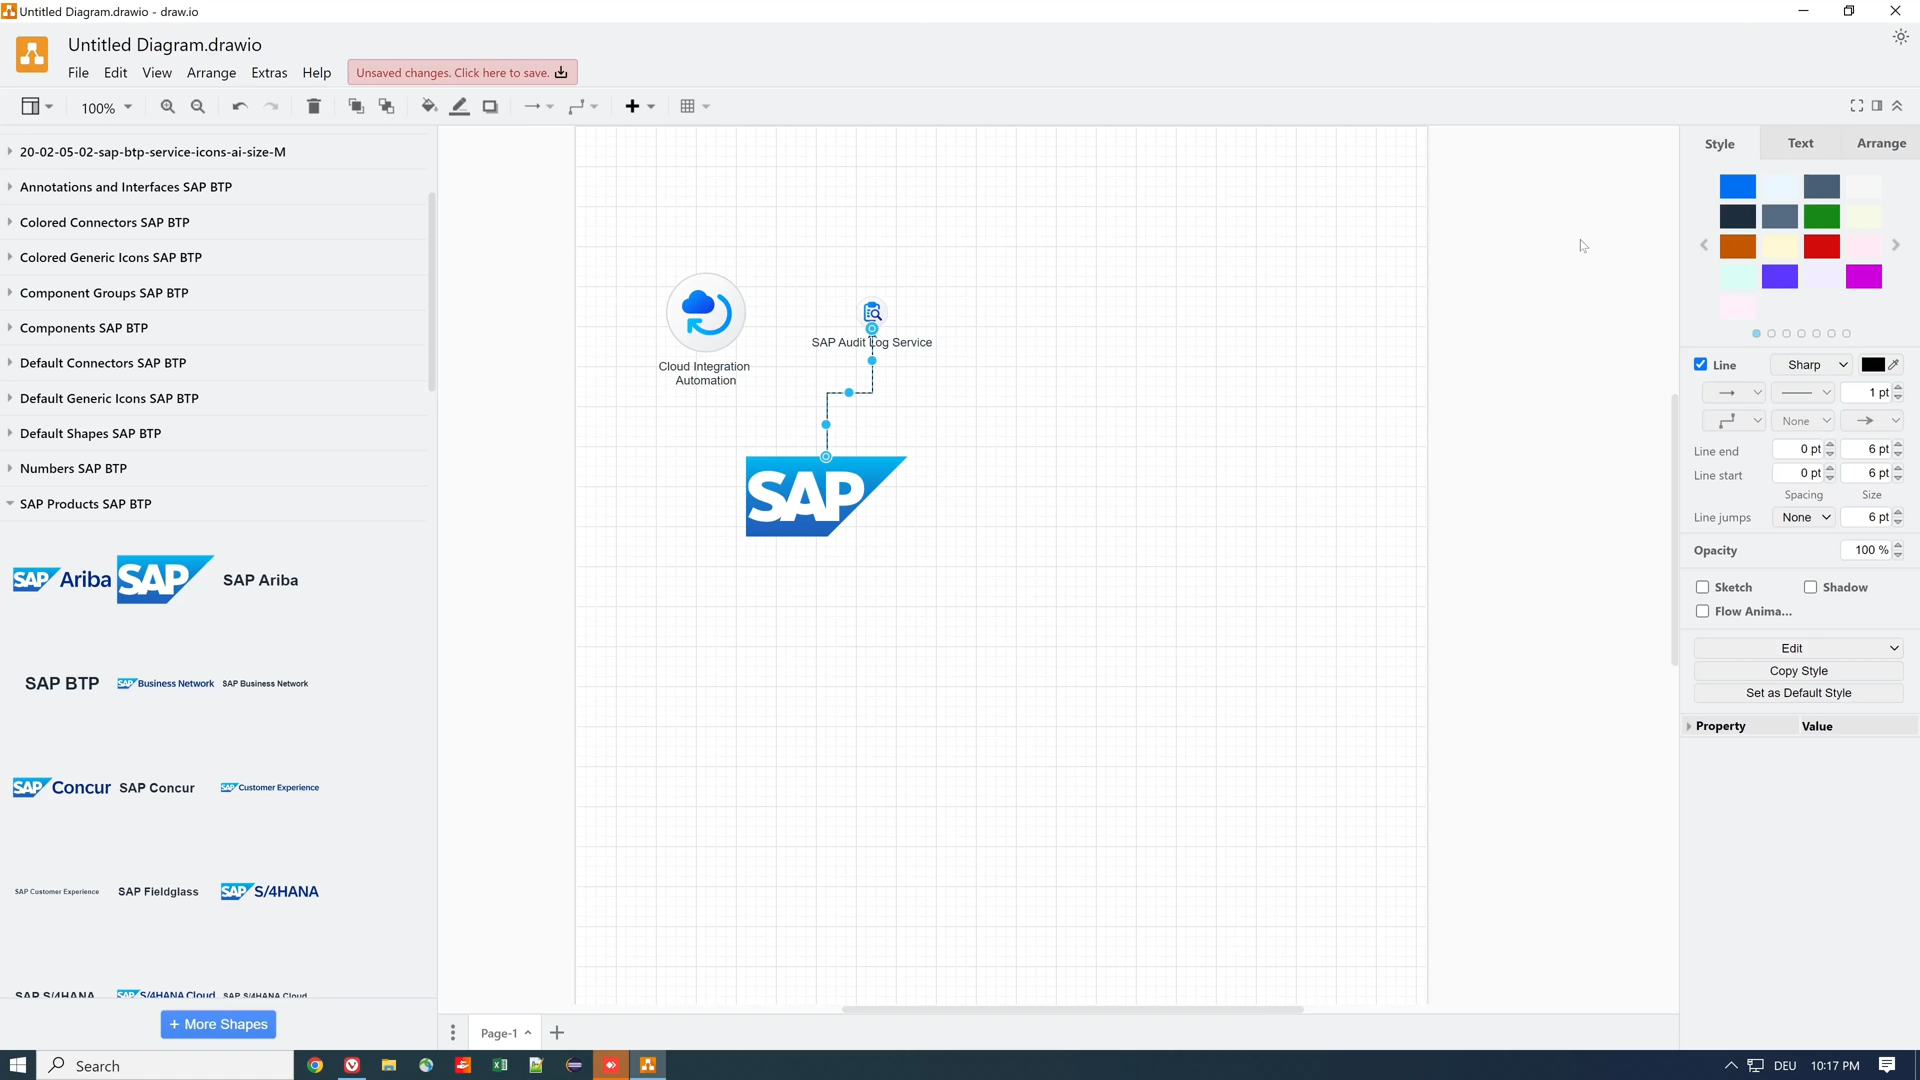 Untitled Diagram.drawio - draw.io
Untitled Diagram.drawio
File Edit View Arrange Extras Help
Unsaved changes. Click here to save.
100%
20-02-05-02-sap-btp-service-icons-ai-size-M
Annotations and Interfaces SAP BTP
Colored Connectors SAP BTP
Colored Generic Icons SAP BTP
Component Groups SAP BTP
Components SAP BTP
Default Connectors SAP BTP
Default Generic Icons SAP BTP
Default Shapes SAP BTP
Numbers SAP BTP
SAP Products SAP BTP
SAP Ariba
SAP
SAP Ariba
SAP BTP
SAP Business Network
SAP Business Network
SAP Concur
SAP Concur
SAP Customer Experience
SAP Customer Experience
SAP Fieldglass
SAP S/4HANA
SAP S/4HANA
SAP S/4HANA Cloud
SAP S/4HANA Cloud
+ More Shapes
Cloud Integration
Automation
SAP Audit Log Service
SAP
Page-1
Style
Text
Arrange
Line
Sharp
1 pt
None
Line end
0 pt
6 pt
Line start
0 pt
6 pt
Spacing
Size
Line jumps
None
6 pt
Opacity
100 %
Sketch
Shadow
Flow Anima...
Edit
Copy Style
Set as Default Style
Property
Value
Search
DEU
10:17 PM